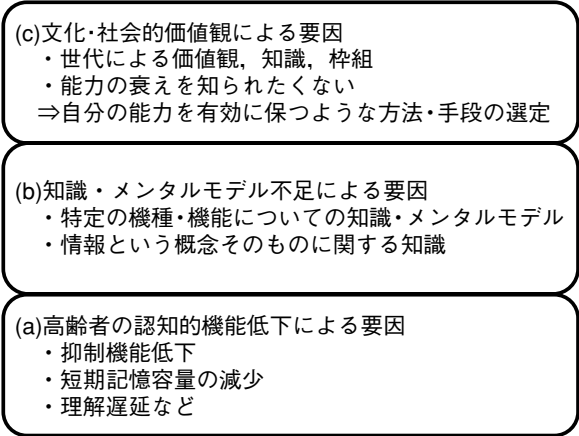 (c)文化･社会的価値観による要因
・世代による価値観，知識，枠組
・能力の衰えを知られたくない
⇒自分の能力を有効に保つような方法･手段の選定
(b)知識・メンタルモデル不足による要因
・特定の機種･機能についての知識･メンタルモデル
・情報という概念そのものに関する知識
(a)高齢者の認知的機能低下による要因
・抑制機能低下
・短期記憶容量の減少
・理解遅延など